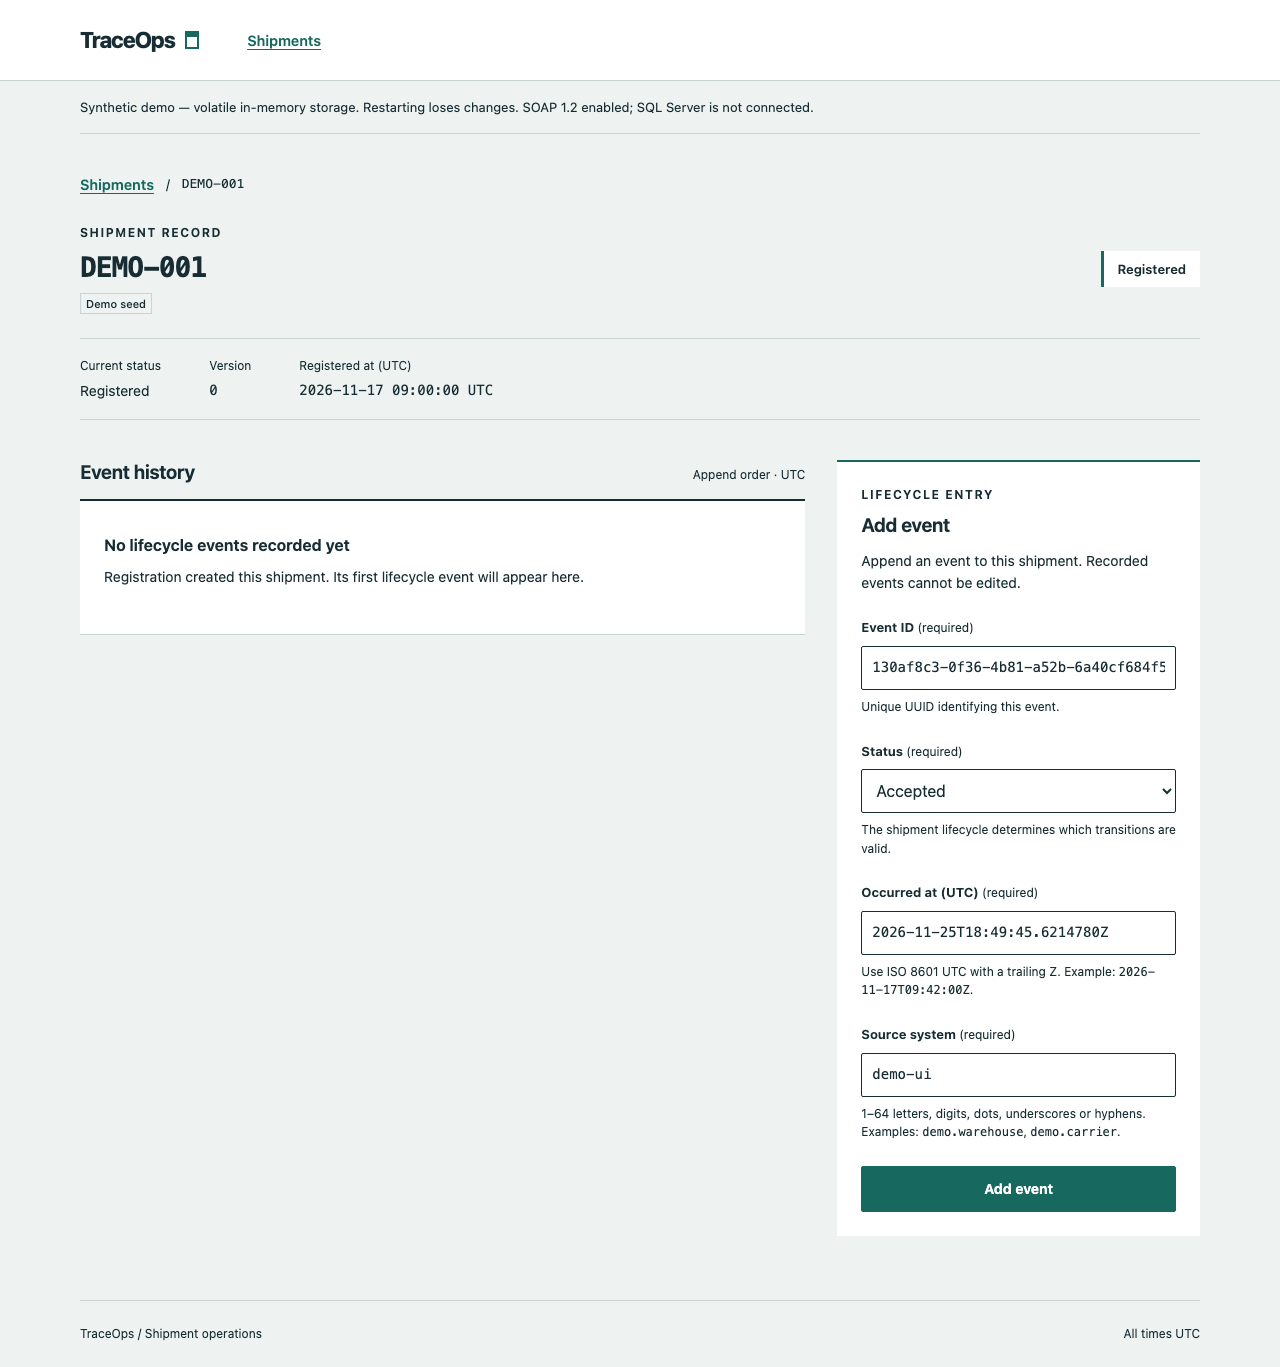 TraceOps
Shipments
Synthetic demo — volatile in-memory storage. Restarting loses changes. SOAP 1.2 enabled; SQL Server is not connected.
Shipments / DEMO-001
SHIPMENT RECORD
DEMO-001
Registered
Demo seed
Current status
Registered
Version
0
Registered at (UTC)
2026-11-17 09:00:00 UTC
Event history
Append order · UTC
No lifecycle events recorded yet
Registration created this shipment. Its first lifecycle event will appear here.
LIFECYCLE ENTRY
Add event
Append an event to this shipment. Recorded
events cannot be edited.
Event ID (required)
130af8c3-0f36-4b81-a52b-6a40cf684f5
Unique UUID identifying this event.
Status (required)
Accepted
The shipment lifecycle determines which transitions are
valid.
Occurred at (UTC) (required)
2026-11-25T18:49:45.6214780Z
Use ISO 8601 UTC with a trailing Z. Example: 2026-
11-17T09:42:00Z.
Source system (required)
demo-ui
1–64 letters, digits, dots, underscores or hyphens.
Examples: demo.warehouse, demo.carrier.
Add event
TraceOps / Shipment operations
All times UTC